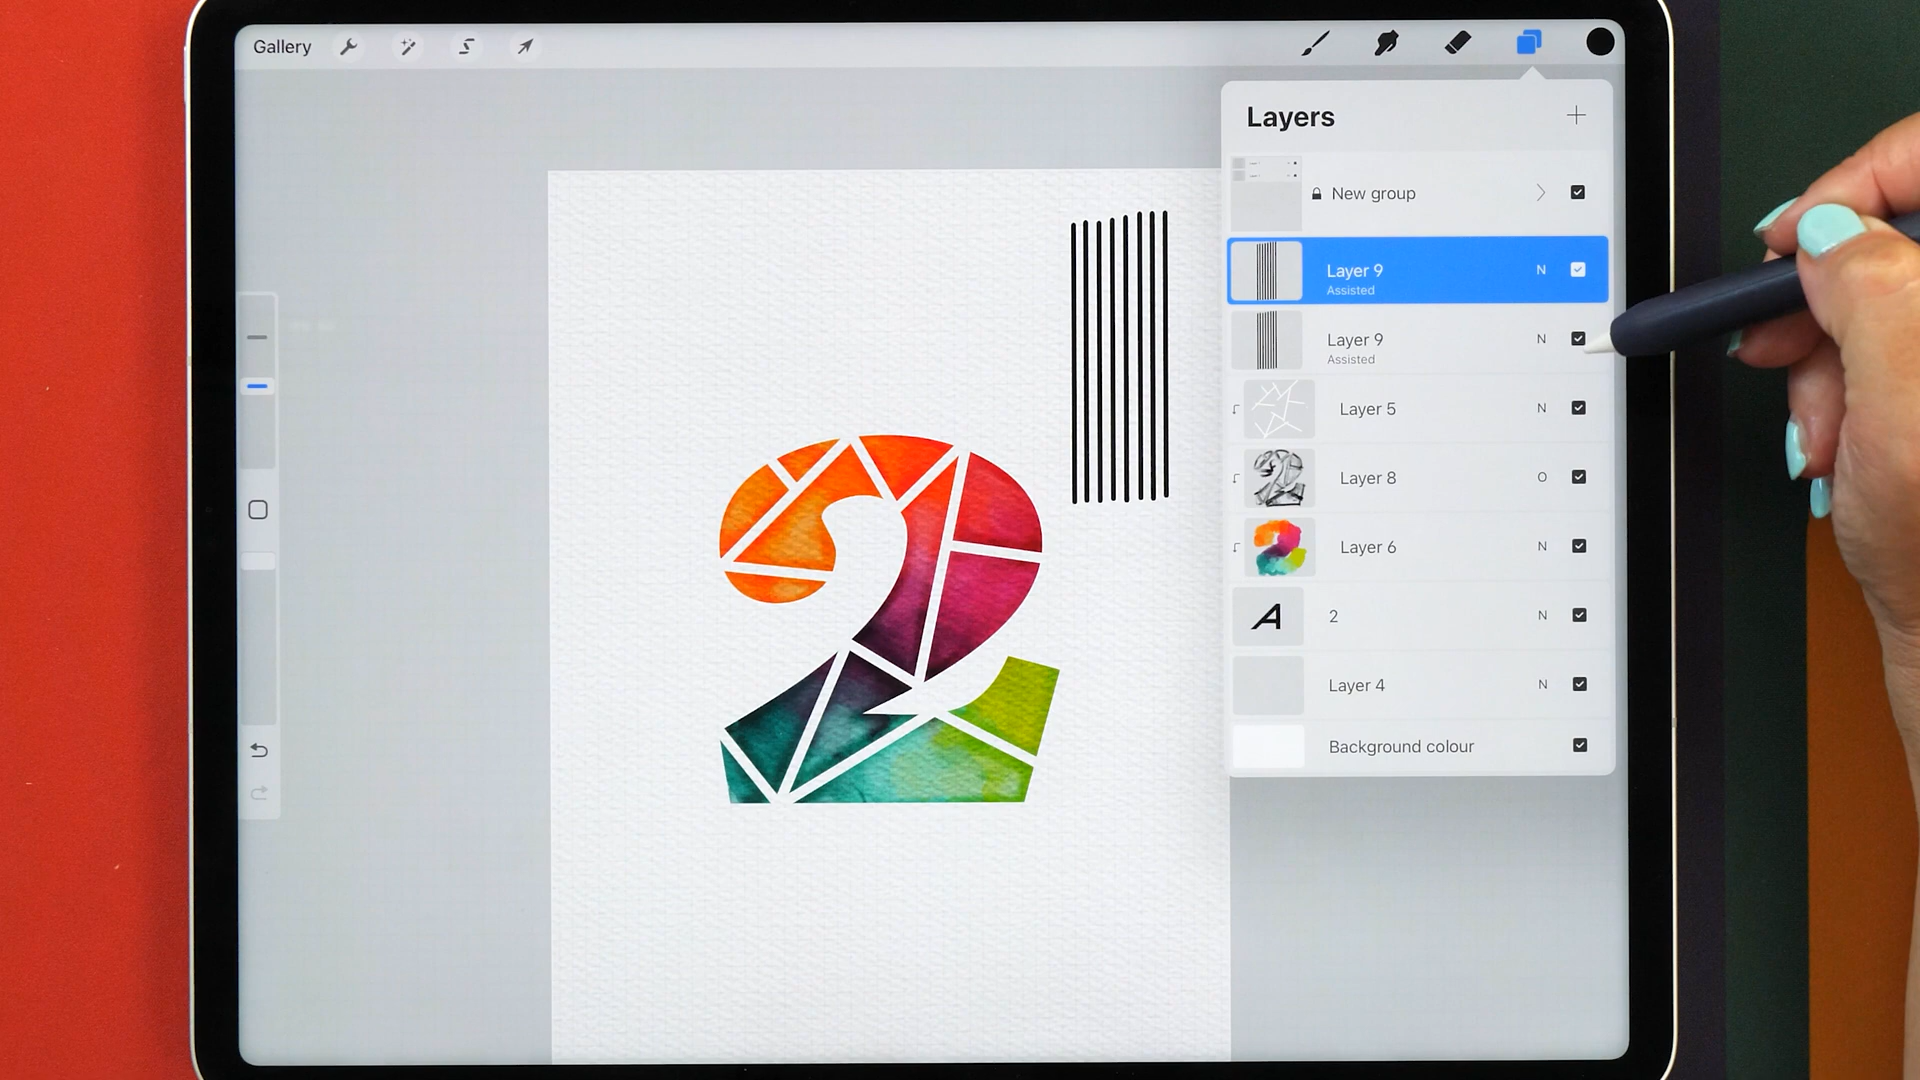 Gallery
Layers
New group
Layer 9 N
Assisted
Layer 9 N
Assisted
Layer 5 N
Layer 8 O
Layer 6 N
A 2 N
Layer 4 N
Background colour
2